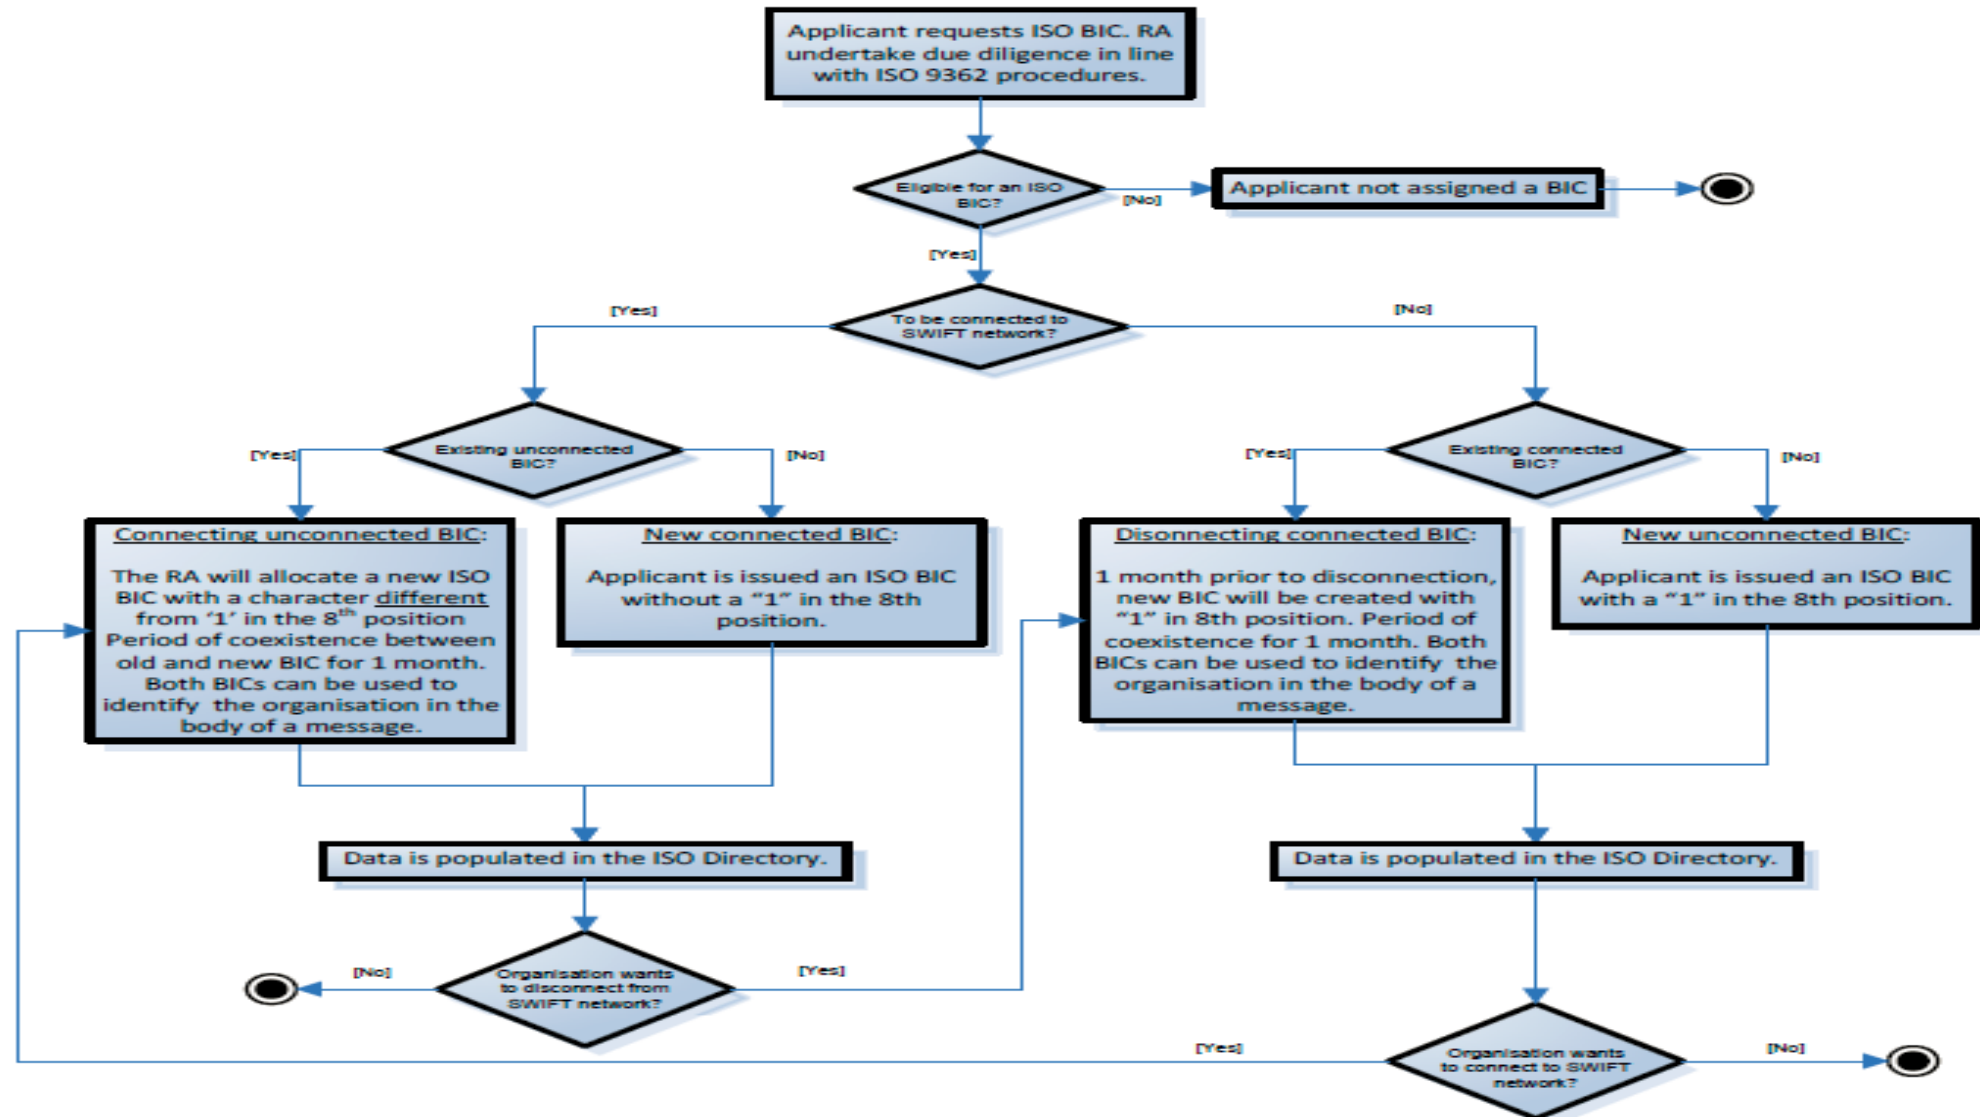 Applicant requests ISO BIC. RA
undertake due diligence in line
with ISO 9362 procedures.
Eligible for an ISO
BIC?
[No]
Applicant not assigned a BIC
[Yes]
To be connected to
SWIFT network?
[Yes]
[No]
Existing unconnected
BIC?
[Yes]
[No]
Existing connected
BIC?
[Yes]
[No]
Connecting unconnected BIC:
The RA will allocate a new ISO
BIC with a character different
from ‘1’ in the 8th position
Period of coexistence between
old and new BIC for 1 month.
Both BICs can be used to
identify the organisation in the
body of a message.
New connected BIC:
Applicant is issued an ISO BIC
without a “1” in the 8th
position.
Disonnecting connected BIC:
1 month prior to disconnection,
new BIC will be created with
“1” in 8th position. Period of
coexistence for 1 month. Both
BICs can be used to identify the
organisation in the body of a
message.
New unconnected BIC:
Applicant is issued an ISO BIC
with a “1” in the 8th position.
Data is populated in the ISO Directory.
Data is populated in the ISO Directory.
Organisation wants
to disconnect from
SWIFT network?
[No]
[Yes]
Organisation wants
to connect to SWIFT
network?
[Yes]
[No]